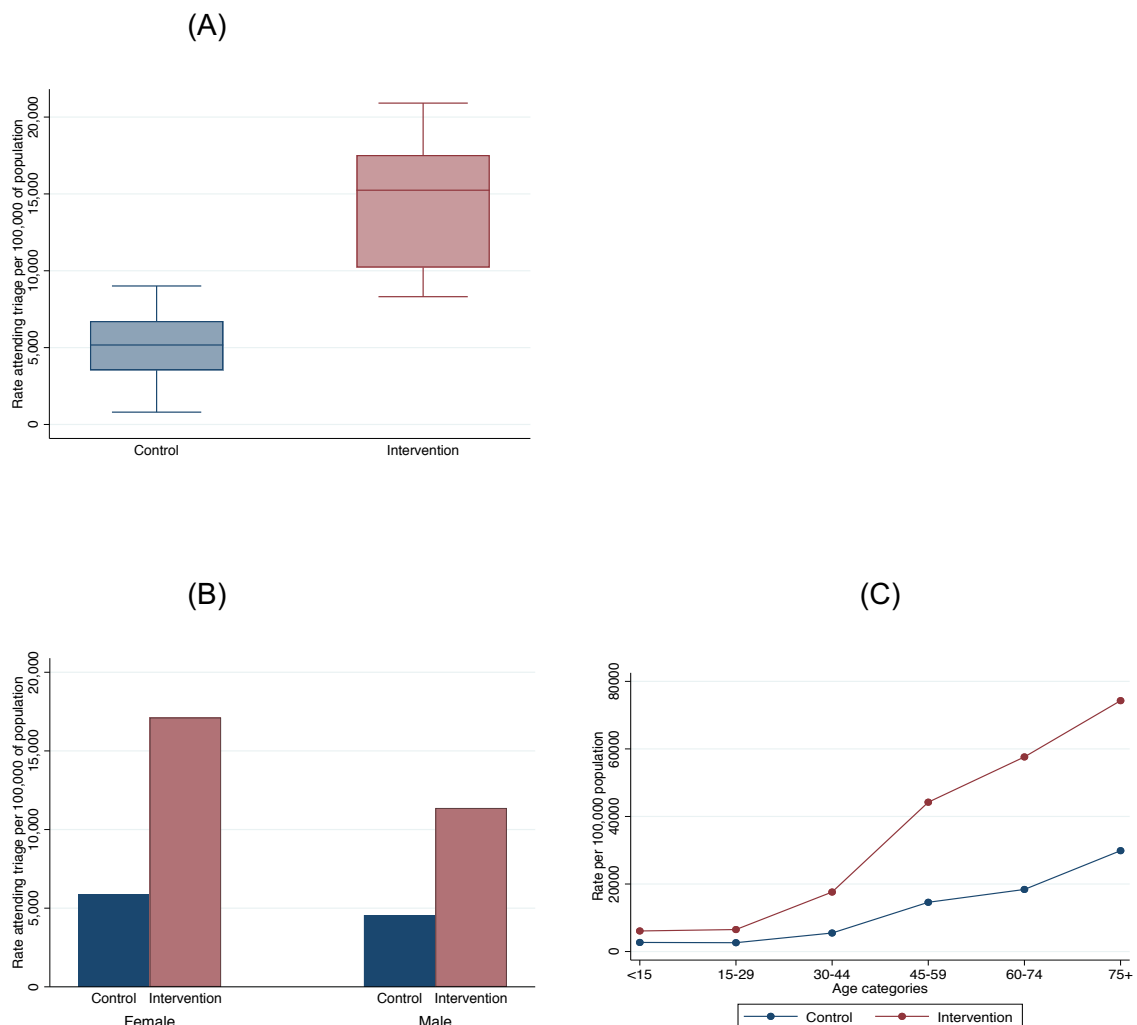 (A)
Rate attending triage per 100,000 of population
20,000
15,000
10,000
5,000
0
Control Intervention
(B)
Rate attending triage per 100,000 of population
20,000
15,000
10,000
5,000
0
Control Intervention Control Intervention
Female Male
(C)
Rate per 100,000 population
80000
60000
40000
20000
0
<15 15-29 30-44 45-59 60-74 75+
Age categories
Control Intervention